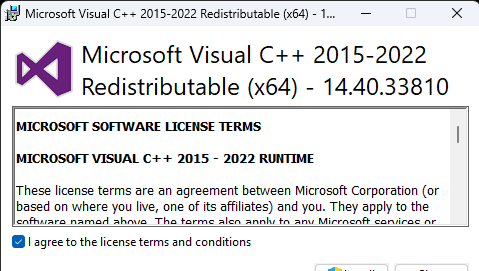 Microsoft Visual C++ 2015-2022 Redistributable (x64) - 1...
Microsoft Visual C++ 2015-2022
Redistributable (x64) - 14.40.33810
MICROSOFT SOFTWARE LICENSE TERMS
MICROSOFT VISUAL C++ 2015 - 2022 RUNTIME
These license terms are an agreement between Microsoft Corporation (or
based on where you live, one of its affiliates) and you. They apply to the
software named above. The terms also apply to any Microsoft services or
I agree to the license terms and conditions